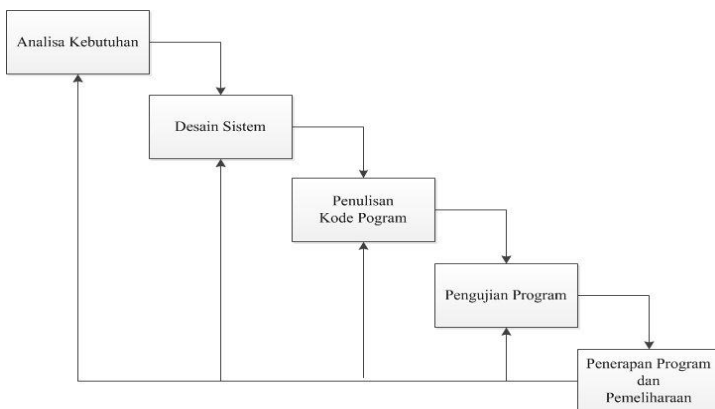 Analisa Kebutuhan
Desain Sistem
Penulisan
Kode Pogram
Pengujian Program
Penerapan Program
dan
Pemeliharaan